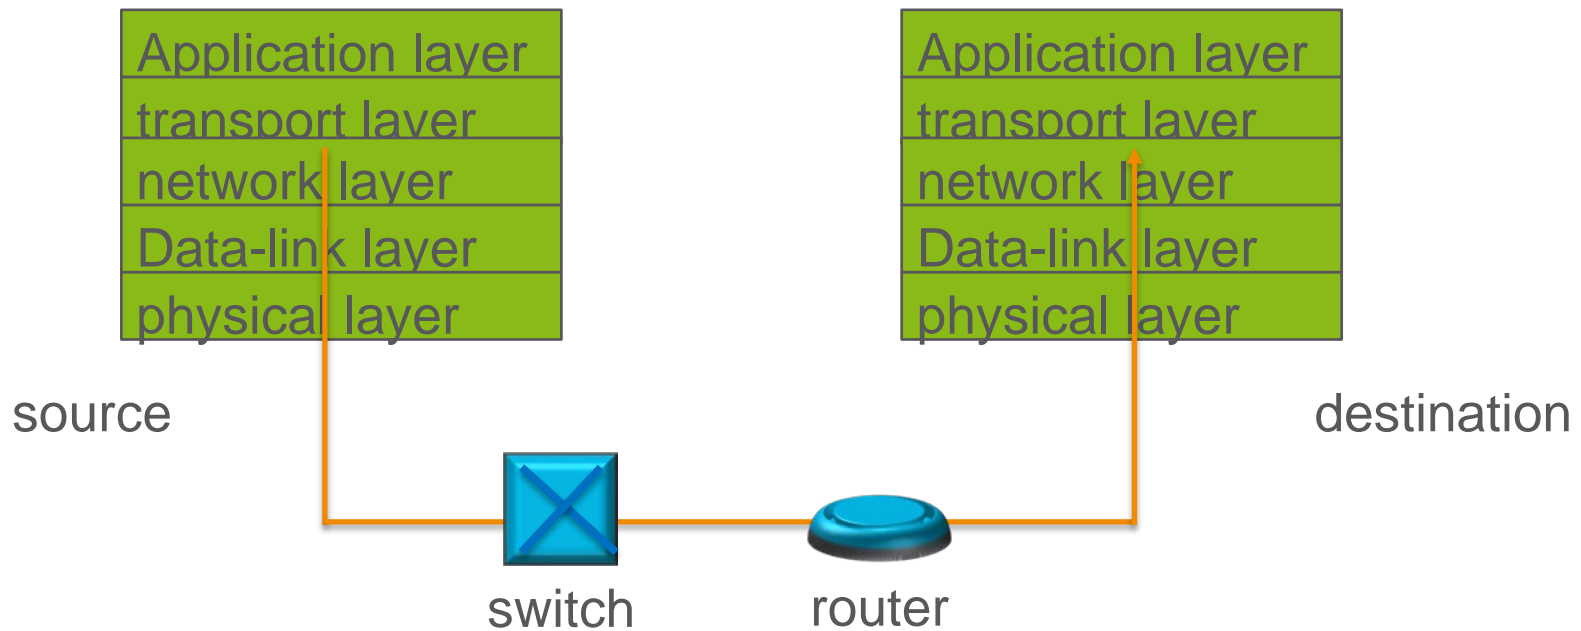 Application layer
transport layer
network layer
Data-link layer
physical layer
Application layer
transport layer
network layer
Data-link layer
physical layer
source
destination
switch
router